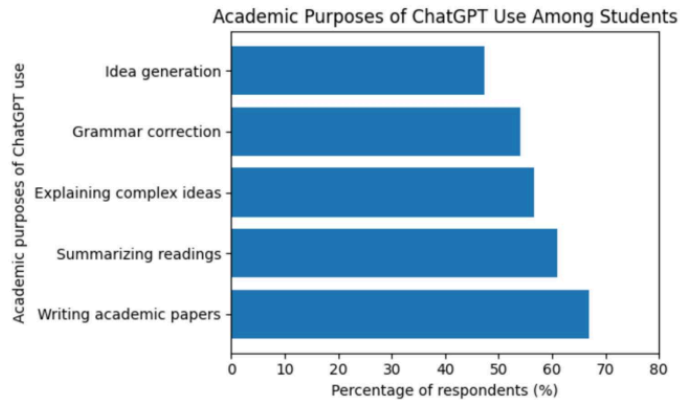 Academic Purposes of ChatGPT Use Among Students
Academic purposes of ChatGPT use
Idea generation
Grammar correction
Explaining complex ideas
Summarizing readings
Writing academic papers
0 10 20 30 40 50 60 70 80
Percentage of respondents (%)